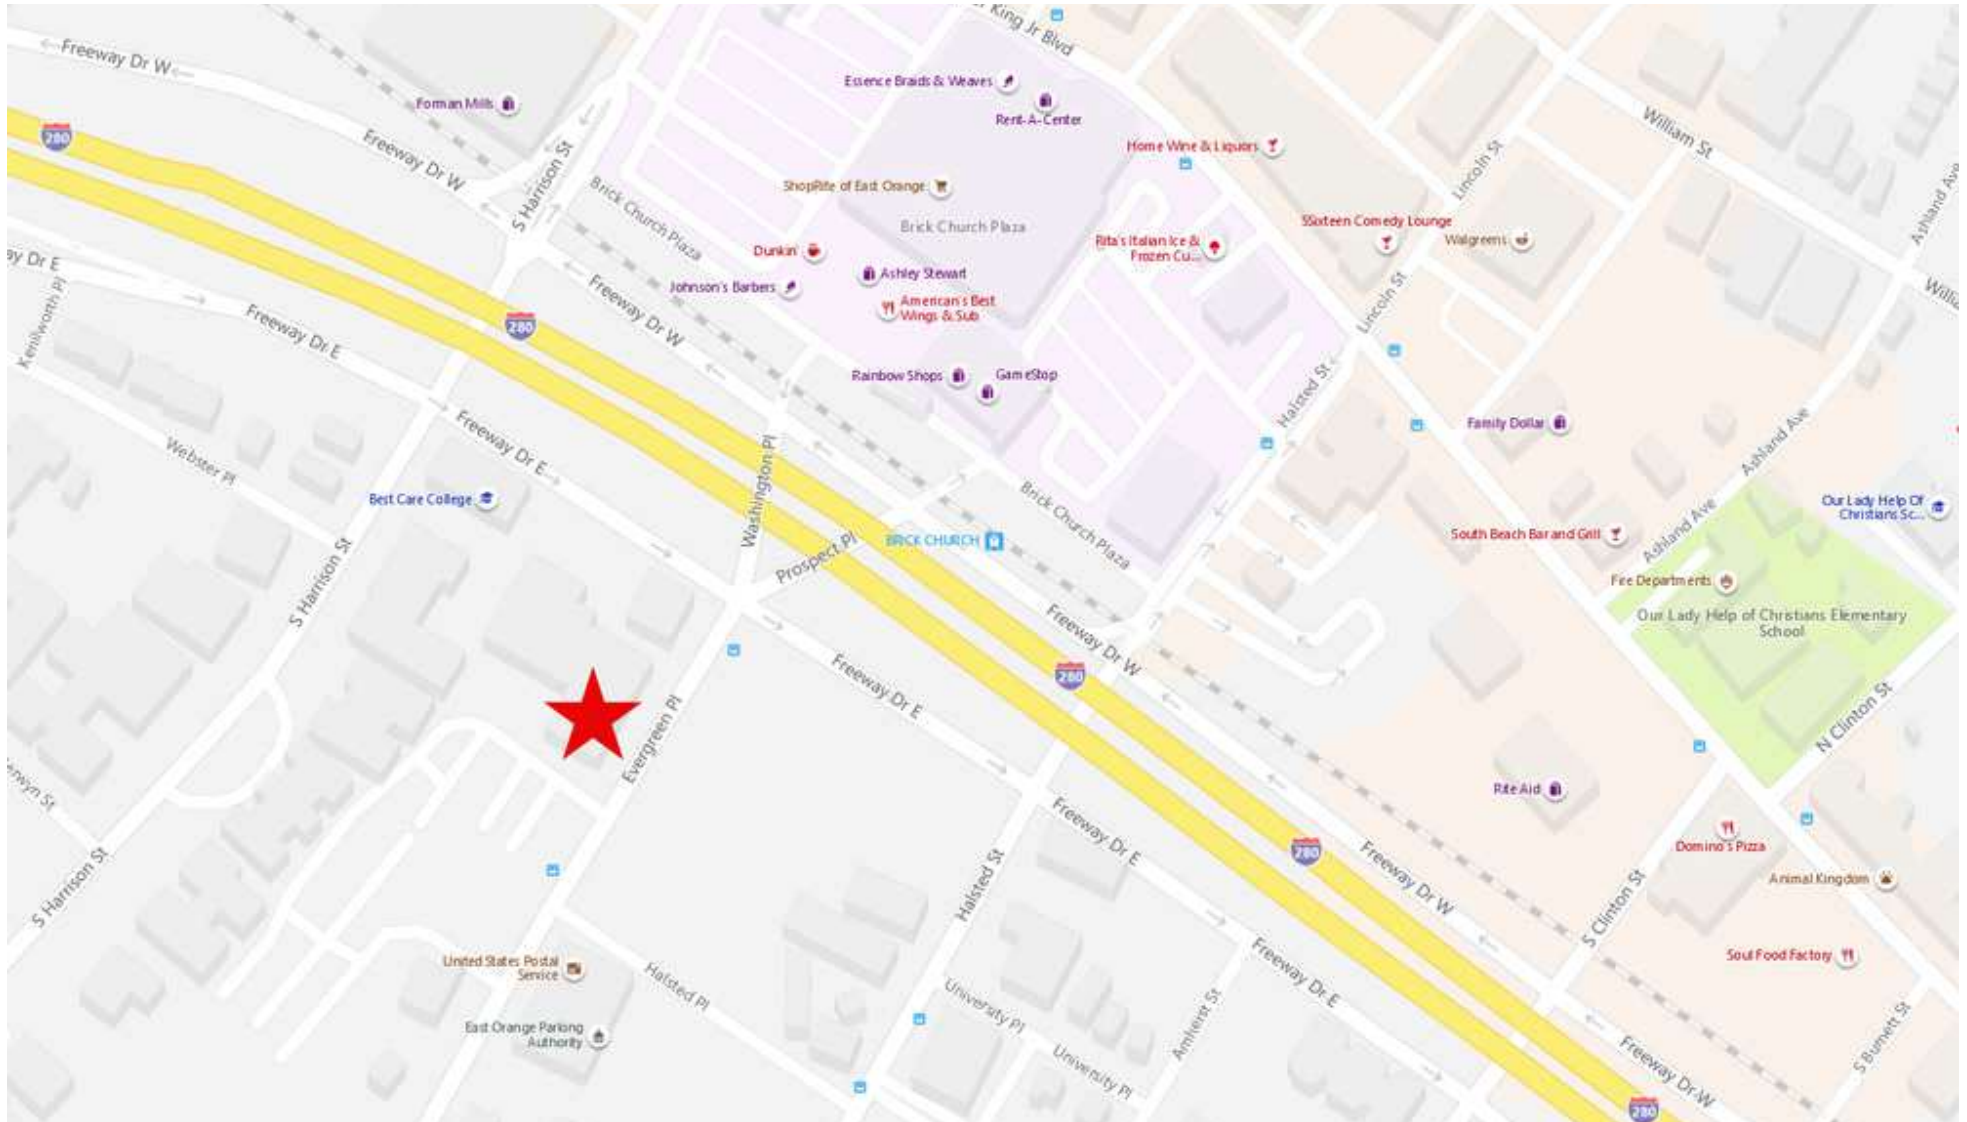 r King Jr Blvd
Freeway Dr W
280
Forman Mills
Freeway Dr W
S Harrison St
Essence Braids & Weaves
Rent-A-Center
Home Wine & Liquors
William St
Lincoln St
Ashland Ave
ShopRite of East Orange
Brick Church Plaza
Brick Church Plaza
Dunkin'
Johnson's Barbers
Ashley Stewart
American's Best
Wings & Sub
Rita's Italian Ice &
Frozen Cu...
SSixteen Comedy Lounge
Walgreens
Lincoln St
Willia
ay Dr E
Kenilworth Pl
Freeway Dr E
280
Freeway Dr W
Rainbow Shops
GameStop
Halsted St
Family Dollar
Ashland Ave
Webster Pl
Freeway Dr E
Best Care College
Washington Pl
Brick Church Plaza
BRICK CHURCH
Prospect Pl
South Beach Bar and Grill
Ashland Ave
Our Lady Help Of
Christians Sc...
S Harrison St
Fire Departments
Our Lady Help of Christians Elementary
School
Freeway Dr W
280
Freeway Dr E
Evergreen Pl
N Clinton St
erwyn St
Rite Aid
Freeway Dr E
Domino's Pizza
280
Freeway Dr W
Animal Kingdom
S Harrison St
Halsted St
S Clinton St
Soul Food Factory
United States Postal
Service
Halsted Pl
Freeway Dr E
University Pl
East Orange Parking
Authority
Amherst St
University Pl
S Burnett St
Freeway Dr W
280